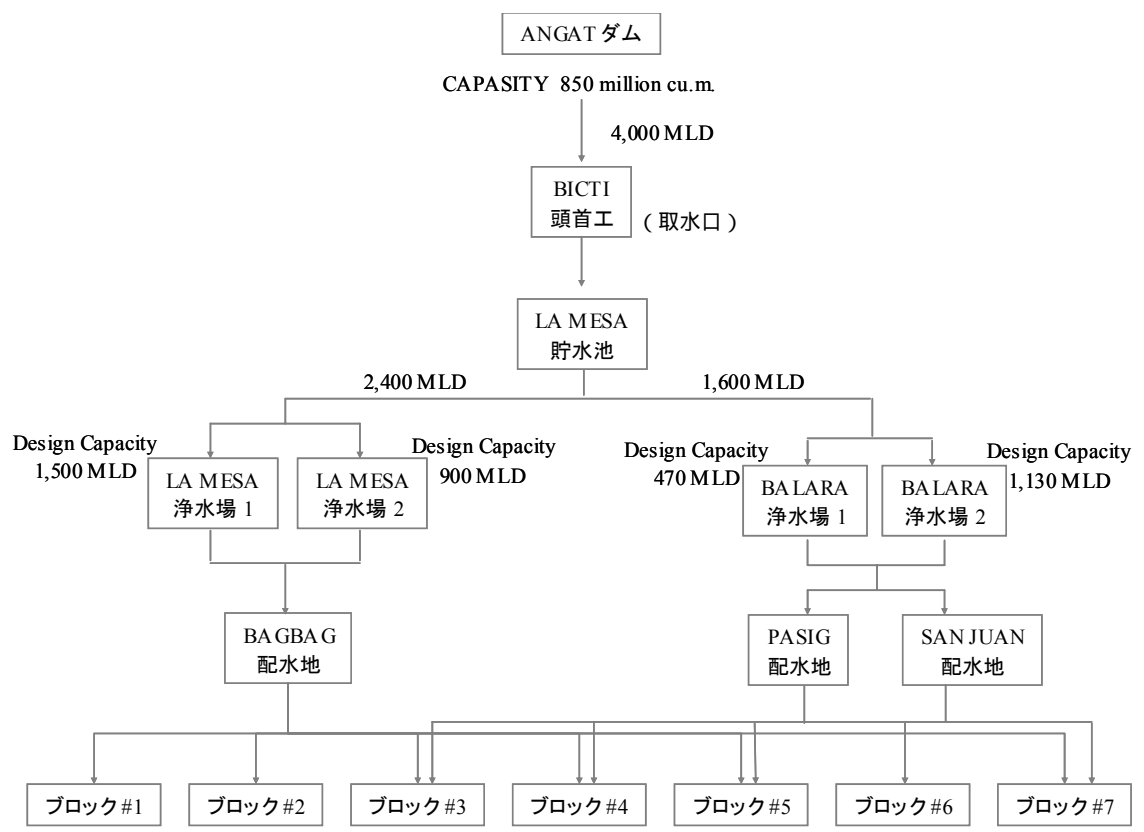 ANGATダム
CAPASITY 850 million cu.m.
4,000 MLD
BICTI
頭首工
(取水口)
LA MESA
貯水池
2,400 MLD
1,600 MLD
Design Capacity
1,500 MLD
LA MESA
浄水場 1
LA MESA
浄水場 2
Design Capacity
900 MLD
Design Capacity
470 MLD
BALARA
浄水場 1
BALARA
浄水場 2
Design Capacity
1,130 MLD
BAGBAG
配水地
PASIG
配水地
SAN JUAN
配水地
ブロック#1
ブロック#2
ブロック#3
ブロック#4
ブロック#5
ブロック#6
ブロック#7